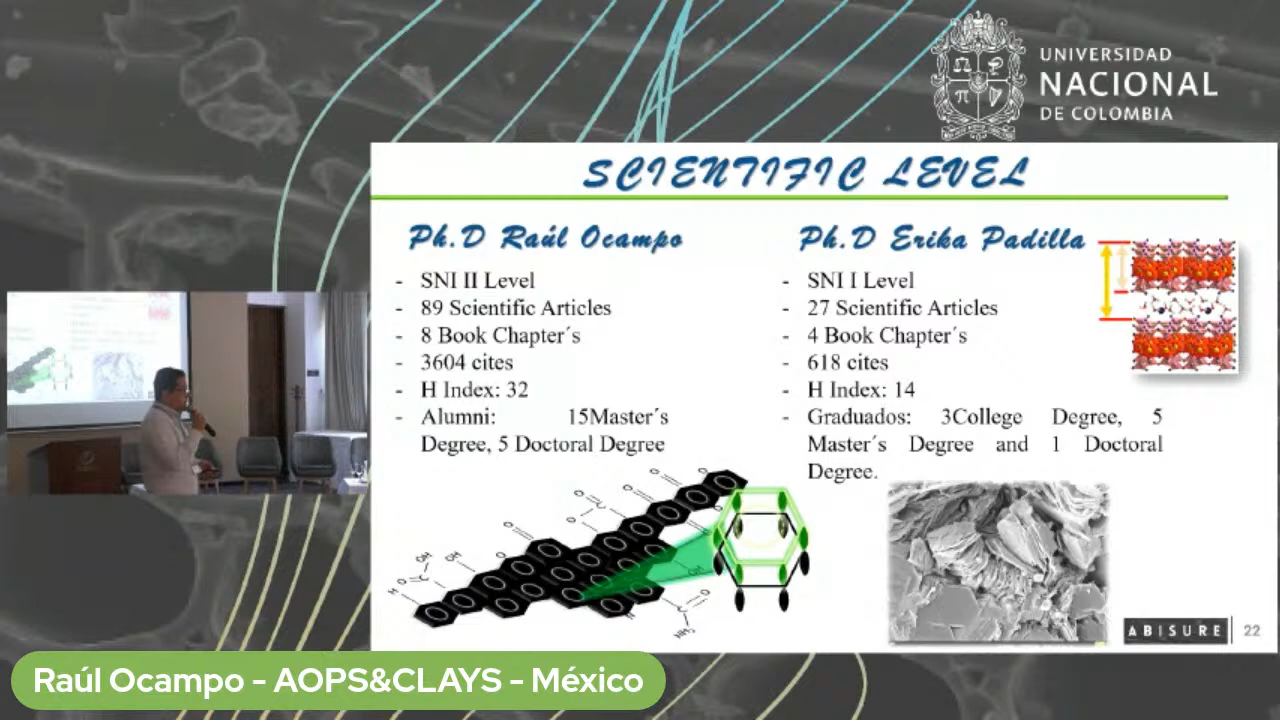 UNIVERSIDAD
NACIONAL
DE COLOMBIA
SCIENTIFIC LEVEL
Ph.D Raúl Ocampo
- SNI II Level
- 89 Scientific Articles
- 8 Book Chapter´s
- 3604 cites
- H Index: 32
- Alumni: 15Master´s
Degree, 5 Doctoral Degree
Ph.D Erika Padilla
- SNI I Level
- 27 Scientific Articles
- 4 Book Chapter´s
- 618 cites
- H Index: 14
- Graduados: 3College Degree, 5
Master´s Degree and 1 Doctoral
Degree.
ABISURE
22
Raúl Ocampo - AOPS&CLAYS - México